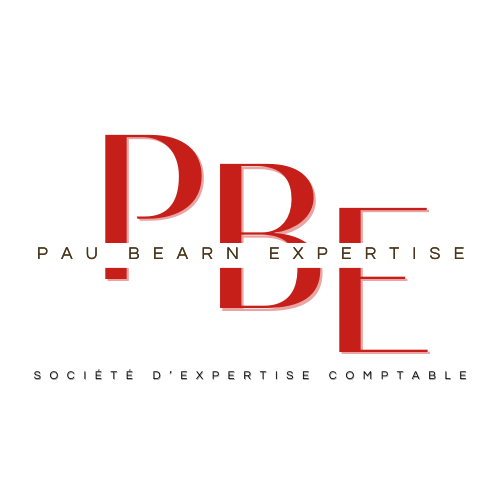 PBE
PAU BEARN EXPERTISE
SOCIÉTÉ D'EXPERTISE COMPTABLE